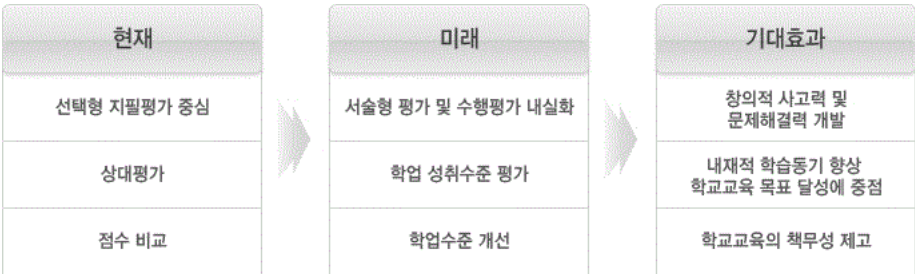 현재
선택형 지필평가 중심
상대평가
점수 비교
미래
서술형 평가 및 수행평가 내실화
학업 성취수준 평가
학업수준 개선
기대효과
창의적 사고력 및
문제해결력 개발
내재적 학습동기 향상
학교교육 목표 달성에 중점
학교교육의 책무성 제고